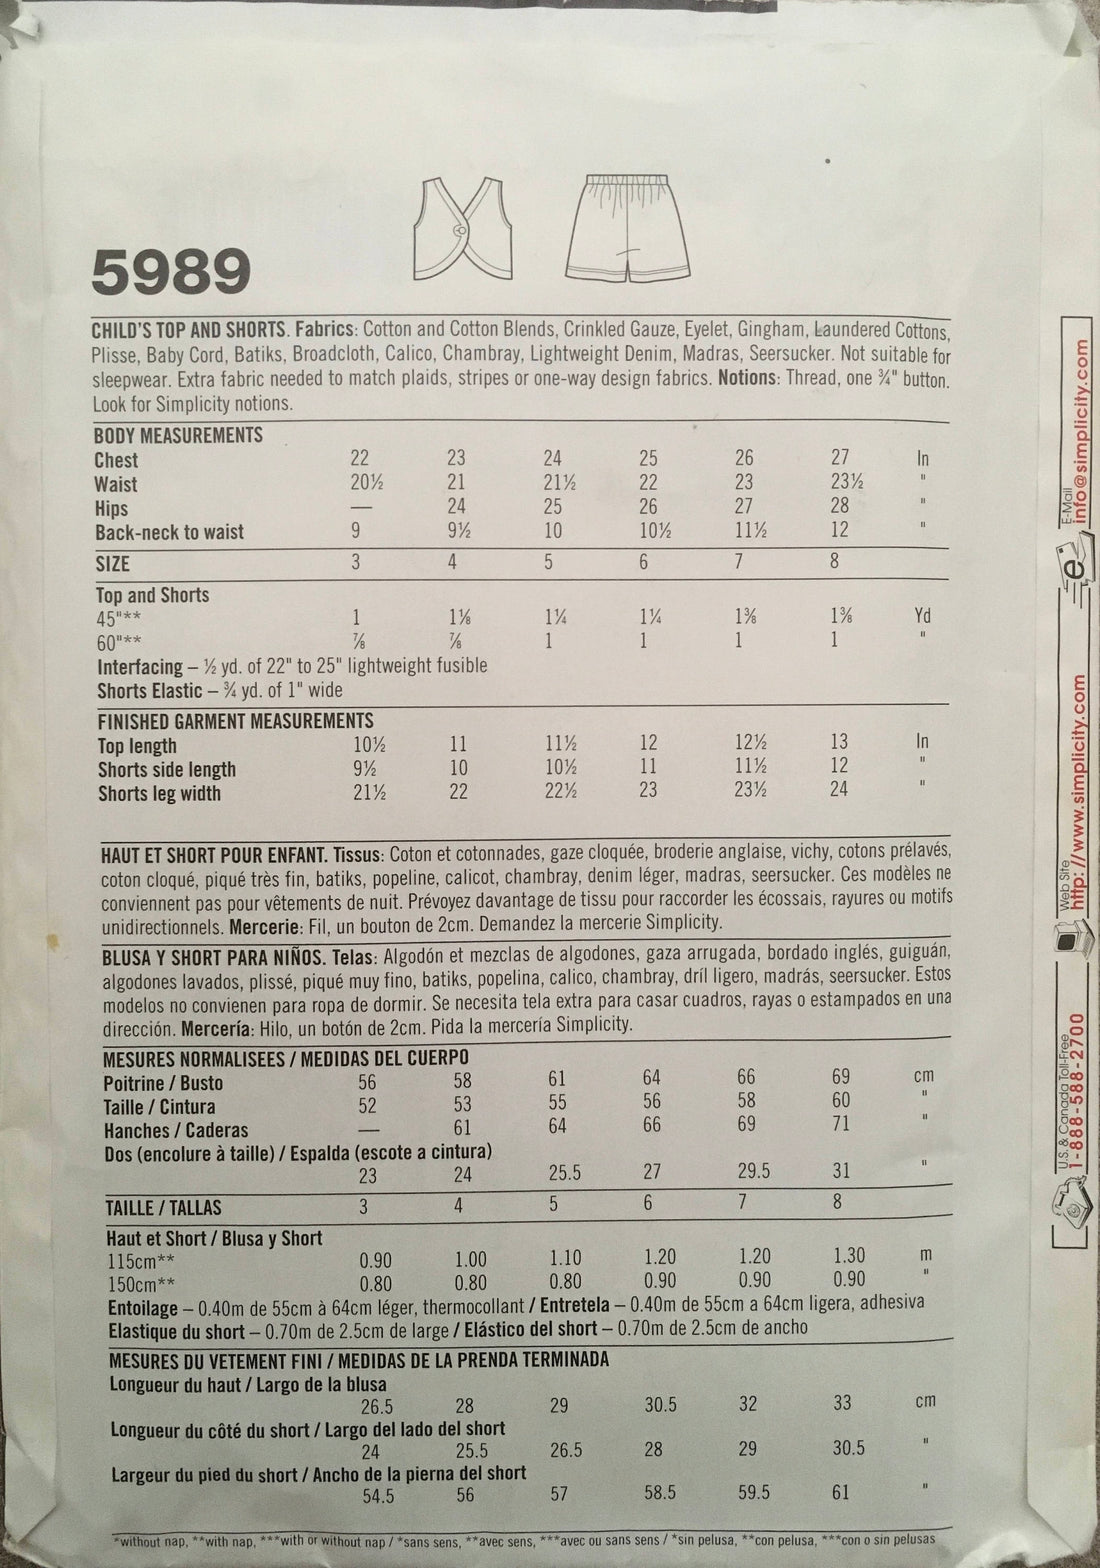 5989
CHILD'S TOP AND SHORTS. Fabrics: Cotton and Cotton Blends, Crinkled Gauze, Eyelet, Gingham, Laundered Cottons,
Plisse, Baby Cord, Batiks, Broadcloth, Calico, Chambray, Lightweight Denim, Madras, Seersucker. Not suitable for
sleepwear. Extra fabric needed to match plaids, stripes or one-way design fabrics. Notions: Thread, one ¾" button.
Look for Simplicity notions.
BODY MEASUREMENTS
Chest 22 23 24 25 26 27 In
Waist 20½ 21 21½ 22 23 23½ "
Hips — 24 25 26 27 28 "
Back-neck to waist 9 9½ 10 10½ 11½ 12 "
SIZE 3 4 5 6 7 8
Top and Shorts
45"** 1 1⅛ 1¼ 1¼ 1⅜ 1⅜ Yd
60"** ⅞ ⅞ 1 1 1 1 "
Interfacing – ½ yd. of 22" to 25" lightweight fusible
Shorts Elastic – ¾ yd. of 1" wide
FINISHED GARMENT MEASUREMENTS
Top length 10½ 11 11½ 12 12½ 13 In
Shorts side length 9½ 10 10½ 11 11½ 12 "
Shorts leg width 21½ 22 22½ 23 23½ 24 "
HAUT ET SHORT POUR ENFANT. Tissus: Coton et cotonnades, gaze cloquée, broderie anglaise, vichy, cotons prélavés,
coton cloqué, piqué très fin, batiks, popeline, calicot, chambray, denim léger, madras, seersucker. Ces modèles ne
conviennent pas pour vêtements de nuit. Prévoyez davantage de tissu pour raccorder les écossais, rayures ou motifs
unidirectionnels. Mercerie: Fil, un bouton de 2cm. Demandez la mercerie Simplicity.
BLUSA Y SHORT PARA NIÑOS. Telas: Algodón et mezclas de algodones, gaza arrugada, bordado inglés, guiguán,
algodones lavados, plissé, piqué muy fino, batiks, popelina, calico, chambray, dríl ligero, madrás, seersucker. Estos
modelos no convienen para ropa de dormir. Se necesita tela extra para casar cuadros, rayas o estampados en una
dirección. Mercería: Hilo, un botón de 2cm. Pida la mercería Simplicity.
MESURES NORMALISEES / MEDIDAS DEL CUERPO
Poitrine / Busto 56 58 61 64 66 69 cm
Taille / Cintura 52 53 55 56 58 60 "
Hanches / Caderas — 61 64 66 69 71 "
Dos (encolure à taille) / Espalda (escote a cintura)
23 24 25.5 27 29.5 31 "
TAILLE / TALLAS 3 4 5 6 7 8
Haut et Short / Blusa y Short
115cm** 0.90 1.00 1.10 1.20 1.20 1.30 m
150cm** 0.80 0.80 0.80 0.90 0.90 0.90 "
Entoilage – 0.40m de 55cm à 64cm léger, thermocollant / Entretela – 0.40m de 55cm a 64cm ligera, adhesiva
Elastique du short – 0.70m de 2.5cm de large / Elástico del short – 0.70m de 2.5cm de ancho
MESURES DU VETEMENT FINI / MEDIDAS DE LA PRENDA TERMINADA
Longueur du haut / Largo de la blusa
26.5 28 29 30.5 32 33 cm
Longueur du côté du short / Largo del lado del short
24 25.5 26.5 28 29 30.5 "
Largeur du pied du short / Ancho de la pierna del short
54.5 56 57 58.5 59.5 61 "
*without nap, **with nap, ***with or without nap / *sans sens, **avec sens, ***avec ou sans sens / *sin pelusa, **con pelusa, ***con o sin pelusas
E-Mail
info@simplicity.com
e
Web Site
http://www.simplicity.com
U.S. & Canada Toll-Free
1-888-588-2700